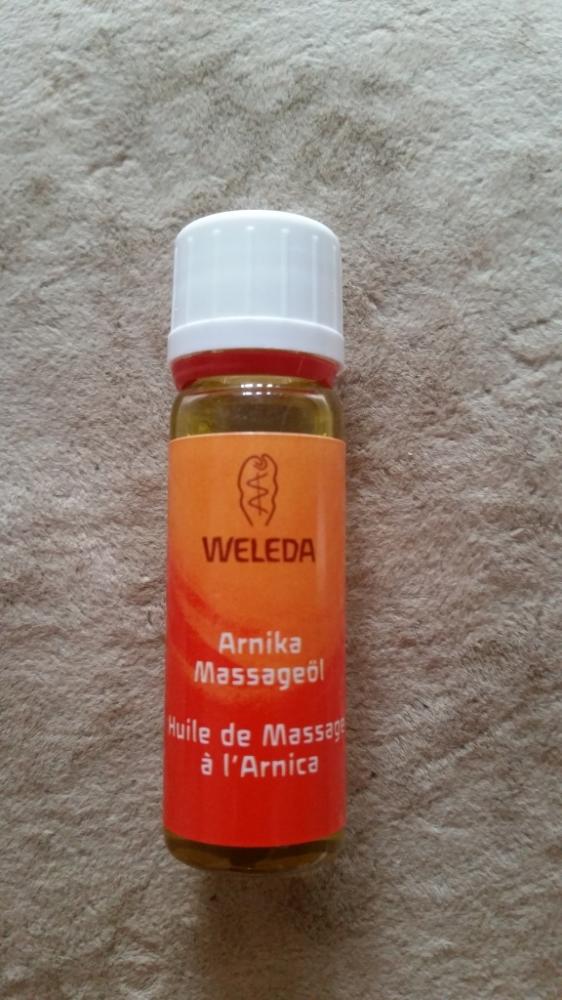 WELEDA
Arnika
Massageöl
Huile de Massage
à l'Arnica